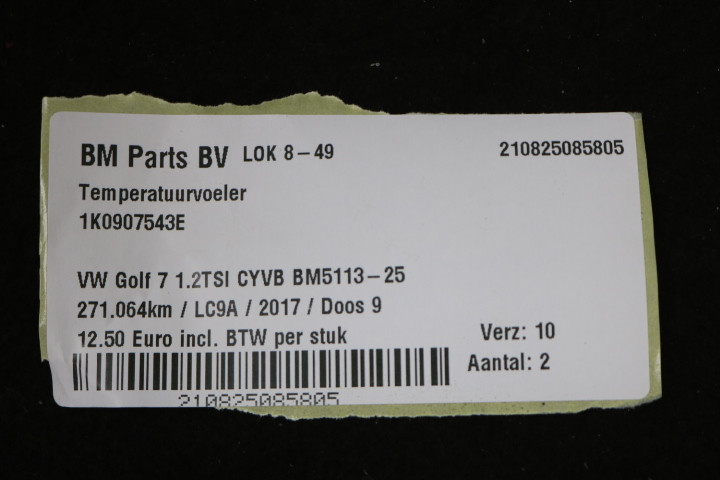 BM Parts BV LOK 8-49 210825085805
Temperatuurvoeler
1K0907543E
VW Golf 7 1.2TSI CYVB BM5113-25
271.064km / LC9A / 2017 / Doos 9
12.50 Euro incl. BTW per stuk Verz: 10
Aantal: 2
210825085805